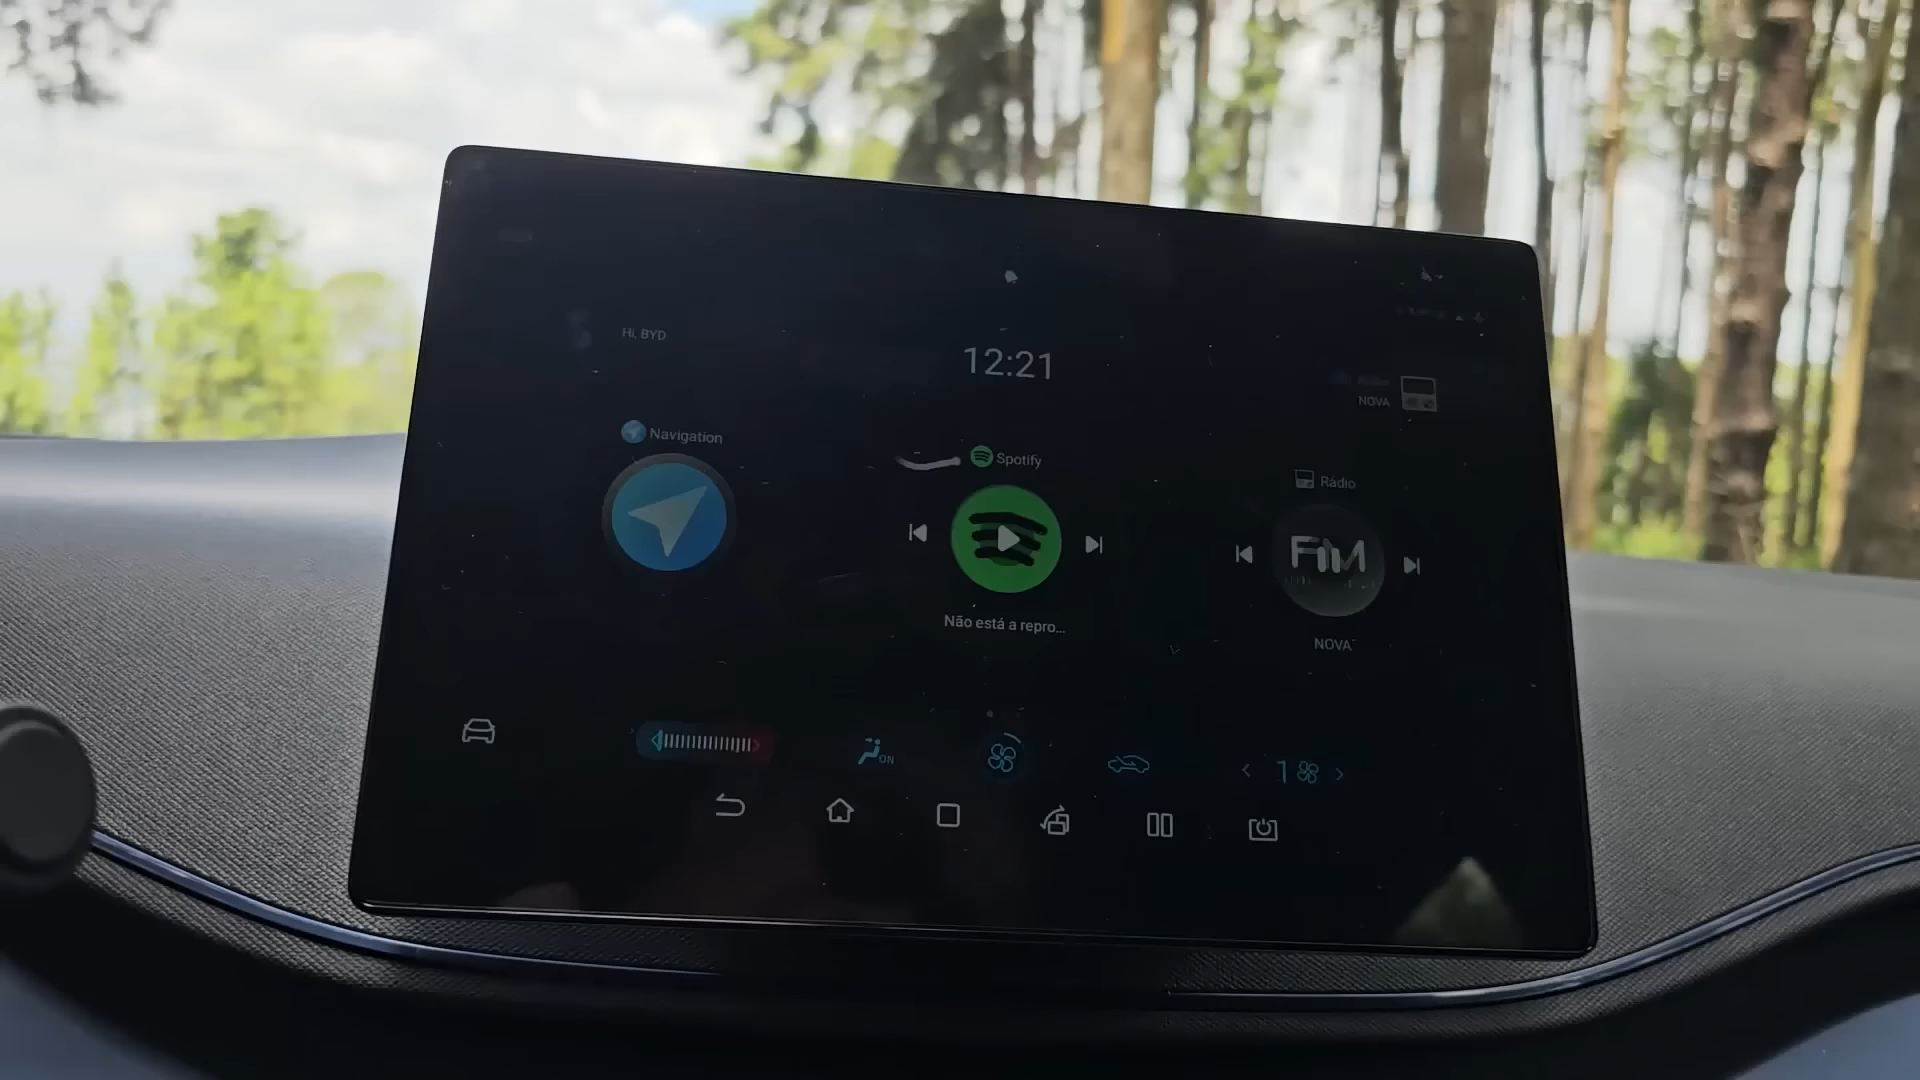 Hi, BYD
12:21
NOVA
Navigation
Spotify
Rádio
FM
Não está a repro...
NOVA
ON
1